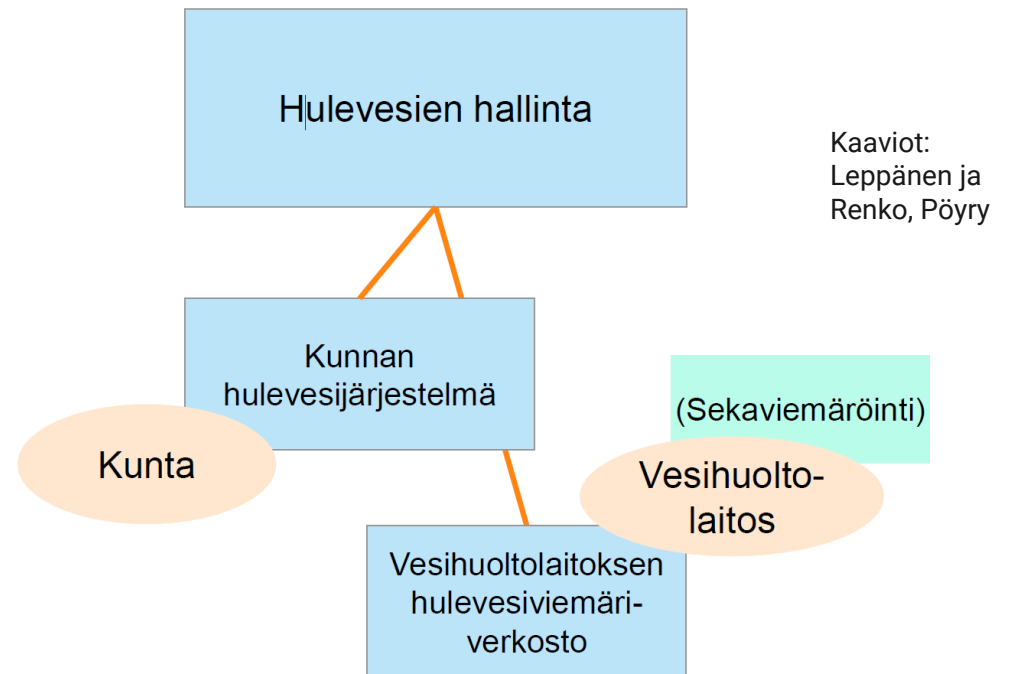 Hulevesien hallinta
Kaaviot:
Leppänen ja
Renko, Pöyry
Kunnan
hulevesijärjestelmä
(Sekaviemäröinti)
Kunta
Vesihuolto-
laitos
Vesihuoltolaitoksen
hulevesiviemäri-
verkosto